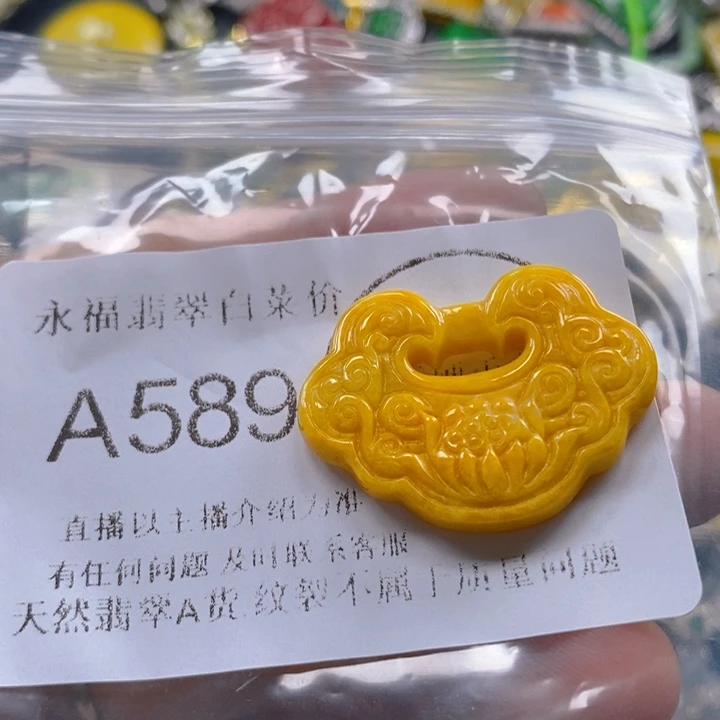 永福翡翠白菜价
A589
直播以主播介绍为准
有任何问题 及时联系客服
天然翡翠A货 纹裂不属于质量问题